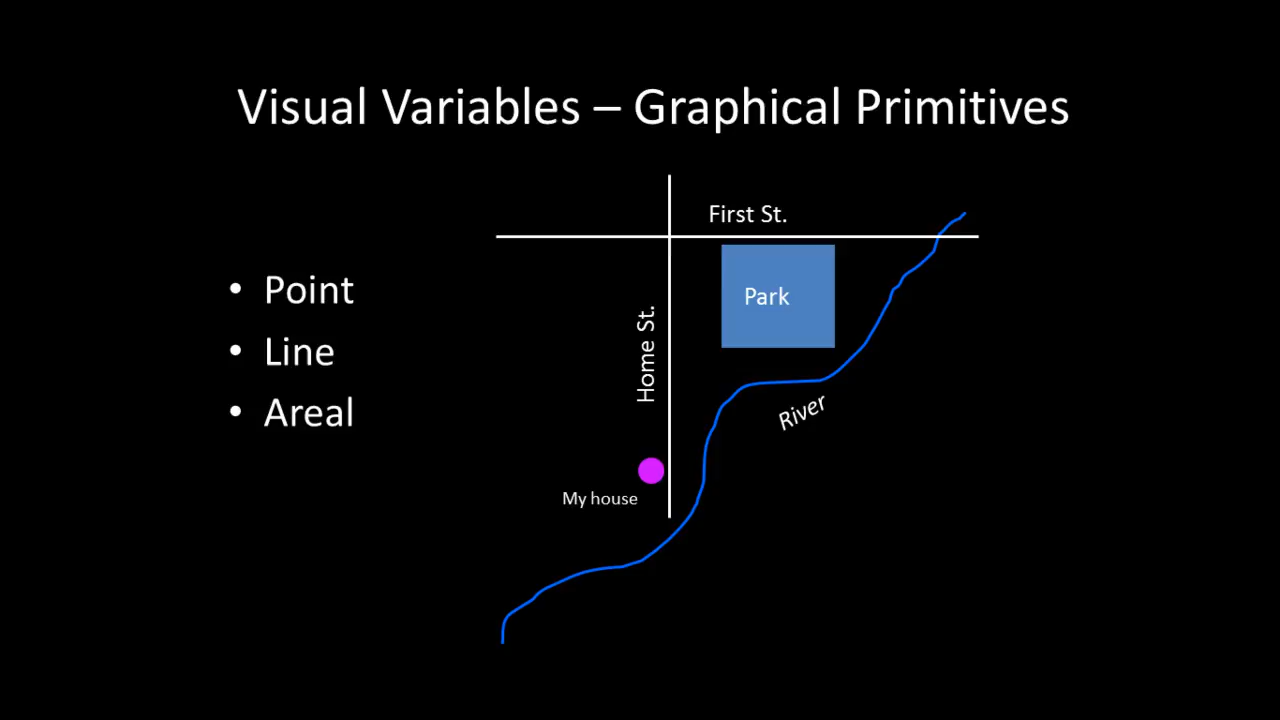 Visual Variables – Graphical Primitives
• Point
• Line
• Areal
First St.
Park
Home St.
River
My house